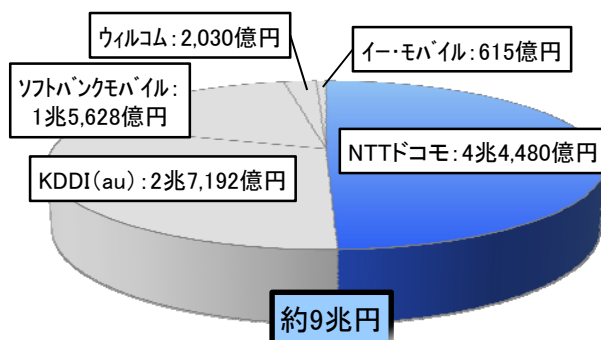 ウィルコム：2,030億円
イー・モバイル：615億円
ソフトバンクモバイル：
1兆5,628億円
NTTドコモ：4兆4,480億円
KDDI（au）：2兆7,192億円
約9兆円